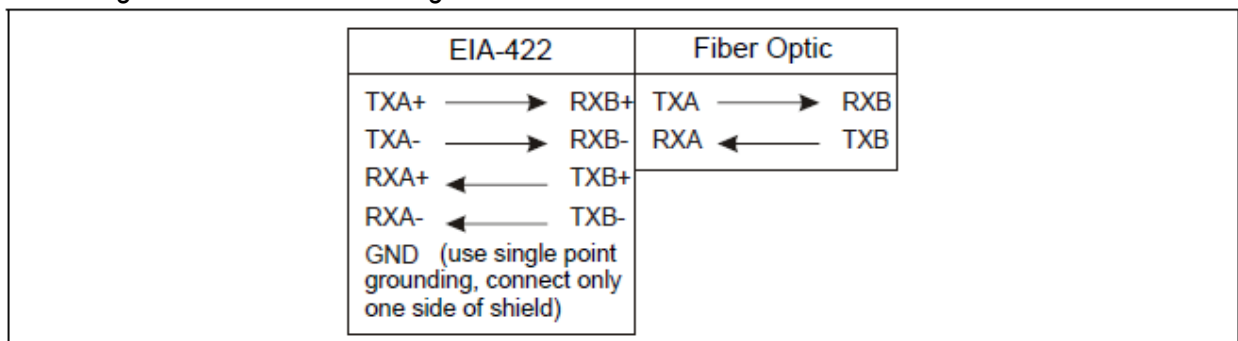 EIA-422 Fiber Optic
TXA+ RXB+ TXA RXB
TXA- RXB- RXA TXB
RXA+ TXB+
RXA- TXB-
GND (use single point
grounding, connect only
one side of shield)